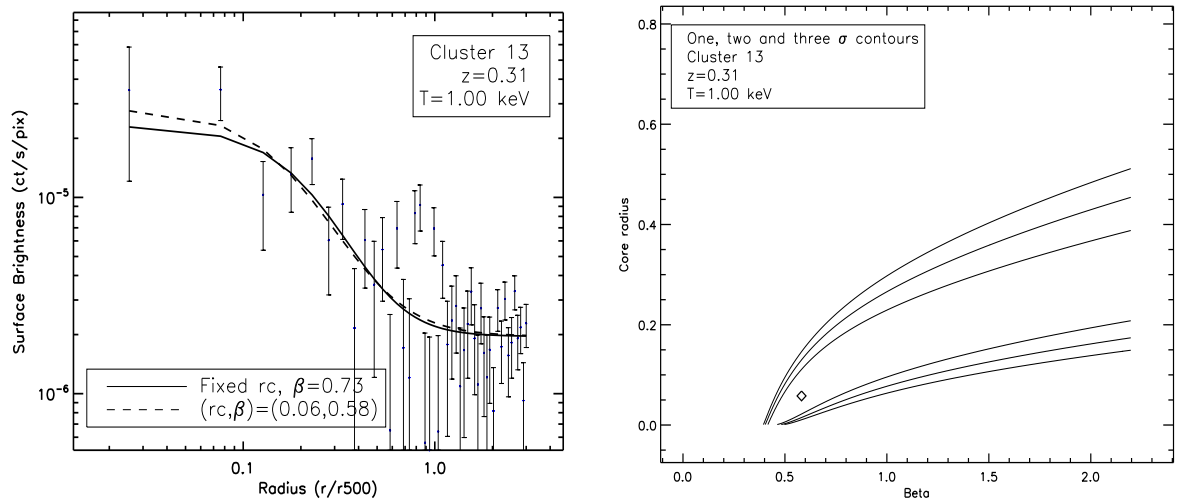 Cluster 13
z=0.31
T=1.00 keV
Surface Brightness (ct/s/pix)
10⁻⁵
10⁻⁶
Fixed rc, β=0.73
(rc,β)=(0.06,0.58)
0.1
1.0
Radius (r/r500)
One, two and three σ contours
Cluster 13
z=0.31
T=1.00 keV
Core radius
0.8
0.6
0.4
0.2
0.0
0.0
0.5
1.0
1.5
2.0
Beta